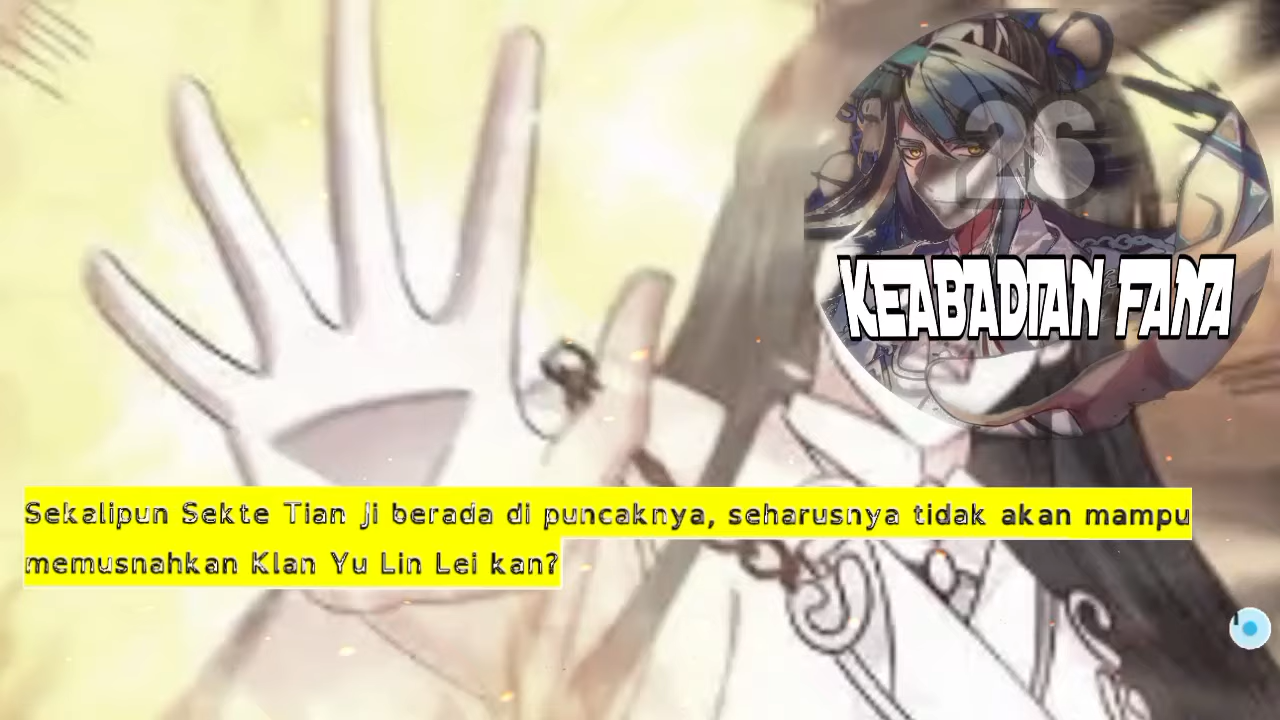 26
KEABADIAN FANA
Sekalipun Sekte Tian Ji berada di puncaknya, seharusnya tidak akan mampu
memusnahkan Klan Yu Lin Lei kan?